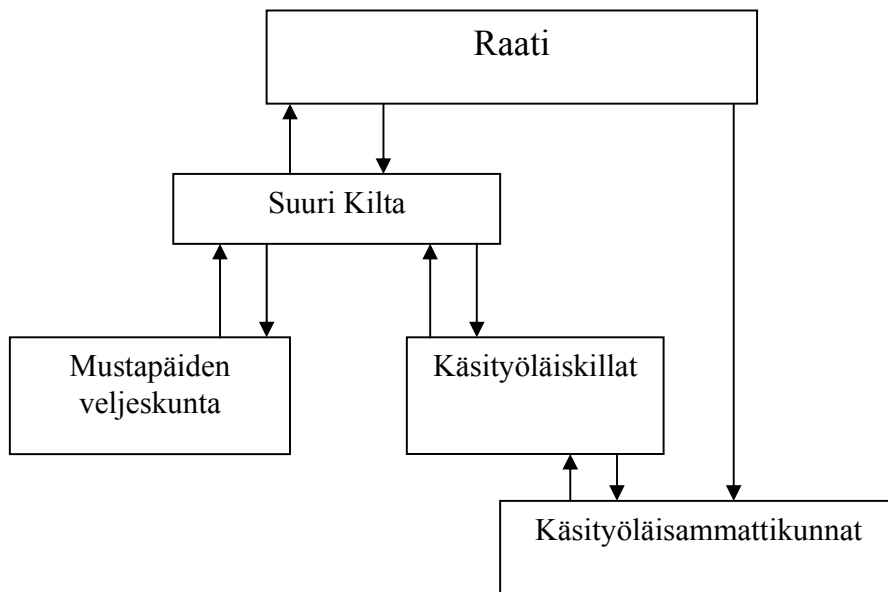 Raati
Suuri Kilta
Mustapäiden
veljeskunta
Käsityöläiskillat
Käsityöläisammattikunnat